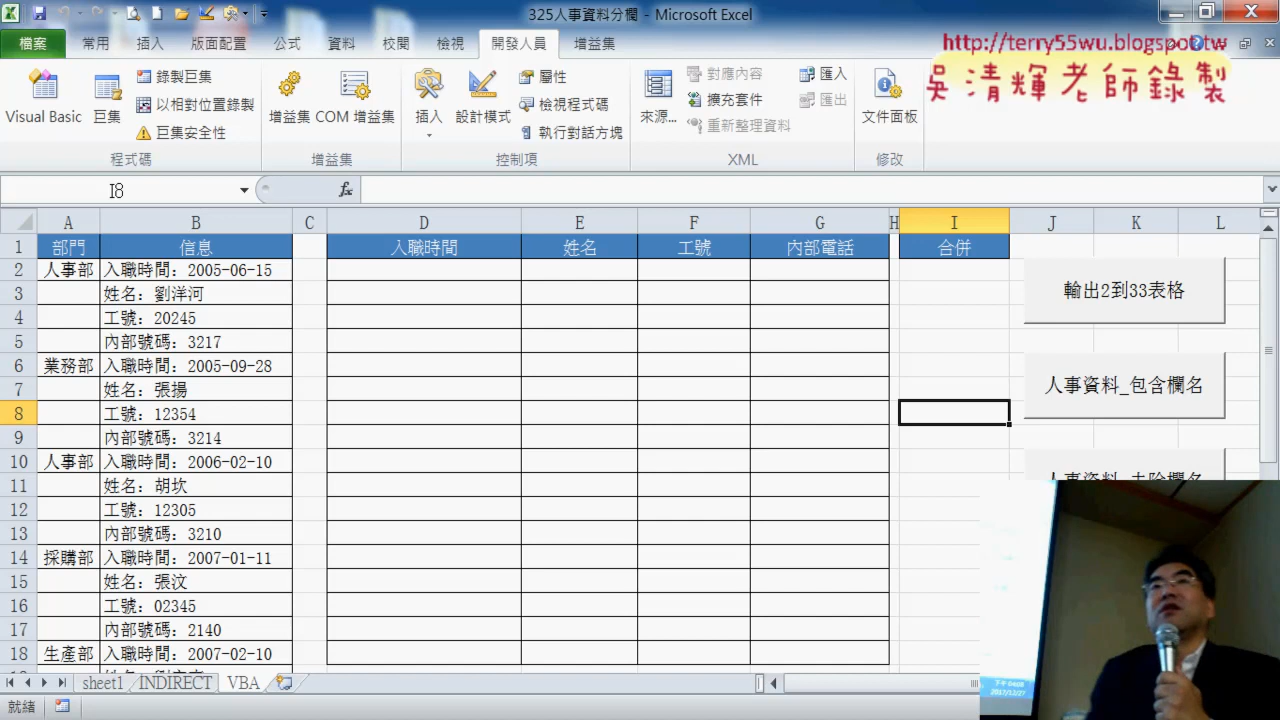 325人事資料分欄 - Microsoft Excel
檔案 常用 插入 版面配置 公式 資料 校閱 檢視 開發人員 增益集
http://terry55wu.blogspot.tw
吳清輝老師錄製
Visual Basic 巨集 錄製巨集 以相對位置錄製 巨集安全性
增益集 COM 增益集
插入 設計模式 屬性 檢視程式碼 執行對話方塊
來源... 對應內容 擴充套件 重新整理資料 匯入 匯出
文件面板
程式碼 增益集 控制項 XML 修改
I8 fx
A B C D E F G H I J K L
1 部門 信息 入職時間 姓名 工號 內部電話 合併
2 人事部 入職時間: 2005-06-15
輸出2到33表格
3 姓名: 劉洋河
4 工號: 20245
5 內部號碼: 3217
6 業務部 入職時間: 2005-09-28
7 姓名: 張揚
人事資料_包含欄名
8 工號: 12354
9 內部號碼: 3214
10 人事部 入職時間: 2006-02-10
人事資料_去除欄名
11 姓名: 胡坎
12 工號: 12305
13 內部號碼: 3210
14 採購部 入職時間: 2007-01-11
15 姓名: 張汶
16 工號: 02345
17 內部號碼: 2140
18 生產部 入職時間: 2007-02-10
sheet1 INDIRECT VBA
就緒
2017/12/27